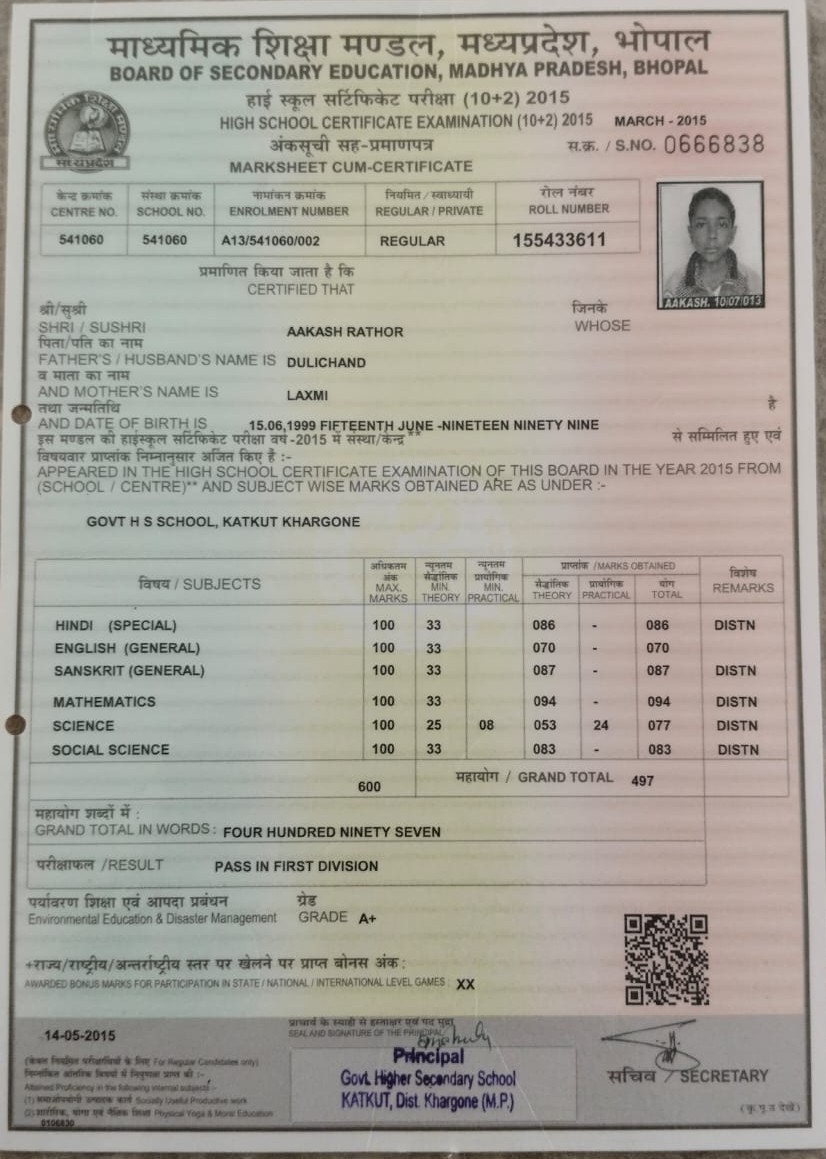 माध्यमिक शिक्षा मण्डल, मध्यप्रदेश, भोपाल
BOARD OF SECONDARY EDUCATION, MADHYA PRADESH, BHOPAL
हाई स्कूल सर्टिफिकेट परीक्षा (10+2) 2015
HIGH SCHOOL CERTIFICATE EXAMINATION (10+2) 2015 MARCH - 2015
अंकसूची सह-प्रमाणपत्र स.क्र. / S.NO. 0666838
MARKSHEET CUM-CERTIFICATE
मध्यप्रदेश
केन्द्र क्रमांक संस्था क्रमांक नामांकन क्रमांक नियमित / स्वाध्यायी रोल नंबर
CENTRE NO. SCHOOL NO. ENROLMENT NUMBER REGULAR / PRIVATE ROLL NUMBER
541060 541060 A13/541060/002 REGULAR 155433611
AAKASH. 10/07/013
प्रमाणित किया जाता है कि
CERTIFIED THAT
श्री/सुश्री जिनके
SHRI / SUSHRI AAKASH RATHOR WHOSE
पिता/पति का नाम
FATHER'S / HUSBAND'S NAME IS DULICHAND
व माता का नाम
AND MOTHER'S NAME IS LAXMI
तथा जन्मतिथि है
AND DATE OF BIRTH IS 15.06,1999 FIFTEENTH JUNE -NINETEEN NINETY NINE
इस मण्डल की हाईस्कूल सर्टिफिकेट परीक्षा वर्ष -2015 में संस्था/केन्द्र** से सम्मिलित हुए एवं
विषयवार प्राप्तांक निम्नानुसार अर्जित किए है :-
APPEARED IN THE HIGH SCHOOL CERTIFICATE EXAMINATION OF THIS BOARD IN THE YEAR 2015 FROM
(SCHOOL / CENTRE)** AND SUBJECT WISE MARKS OBTAINED ARE AS UNDER :-
GOVT H S SCHOOL, KATKUT KHARGONE
विषय / SUBJECTS अधिकतम अंक MAX. MARKS न्यूनतम सैद्धांतिक MIN. THEORY न्यूनतम प्रायोगिक MIN. PRACTICAL प्राप्तांक /MARKS OBTAINED विशेष REMARKS
सैद्धांतिक THEORY प्रायोगिक PRACTICAL योग TOTAL
HINDI (SPECIAL) 100 33 086 - 086 DISTN
ENGLISH (GENERAL) 100 33 070 - 070
SANSKRIT (GENERAL) 100 33 087 - 087 DISTN
MATHEMATICS 100 33 094 - 094 DISTN
SCIENCE 100 25 08 053 24 077 DISTN
SOCIAL SCIENCE 100 33 083 - 083 DISTN
600 महायोग / GRAND TOTAL 497
महायोग शब्दों में :
GRAND TOTAL IN WORDS : FOUR HUNDRED NINETY SEVEN
परीक्षाफल /RESULT PASS IN FIRST DIVISION
पर्यावरण शिक्षा एवं आपदा प्रबंधन ग्रेड
Environmental Education & Disaster Management GRADE A+
+राज्य/राष्ट्रीय/अन्तर्राष्ट्रीय स्तर पर खेलने पर प्राप्त बोनस अंक :
AWARDED BONUS MARKS FOR PARTICIPATION IN STATE / NATIONAL / INTERNATIONAL LEVEL GAMES : XX
14-05-2015
प्राचार्य के स्याही से हस्ताक्षर एवं पद मुद्रा
SEAL AND SIGNATURE OF THE PRINCIPAL
Principal
Govt. Higher Secondary School
KATKUT, Dist. Khargone (M.P.)
सचिव / SECRETARY
(कृ.पृ.उ.देखें)
(केवल नियमित परीक्षार्थियों के लिए For Regular Candidates only)
निम्नांकित आंतरिक विषयों में निपुणता प्राप्त की :-
Attained Proficiency in the following internal subjects :-
(1) समाजोपयोगी उत्पादक कार्य Socially Useful Productive work
(2) शारीरिक, योग एवं नैतिक शिक्षा Physical Yoga & Moral Education
0106830